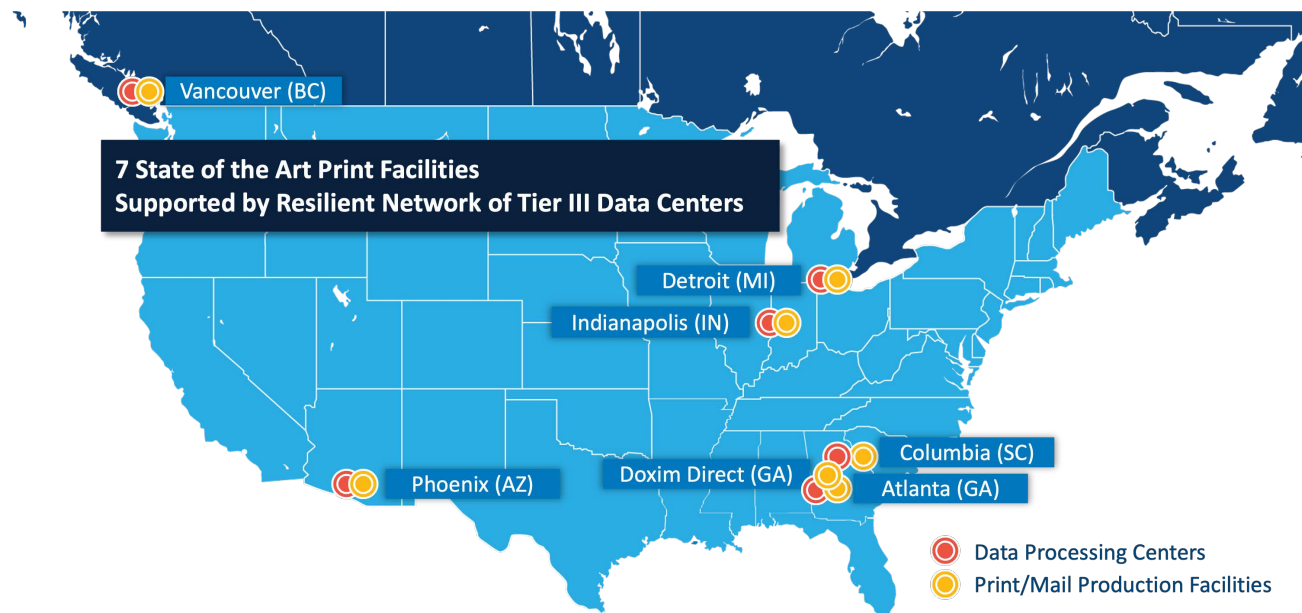 Vancouver (BC)
7 State of the Art Print Facilities
Supported by Resilient Network of Tier III Data Centers
Detroit (MI)
Indianapolis (IN)
Columbia (SC)
Doxim Direct (GA)
Phoenix (AZ)
Atlanta (GA)
Data Processing Centers
Print/Mail Production Facilities